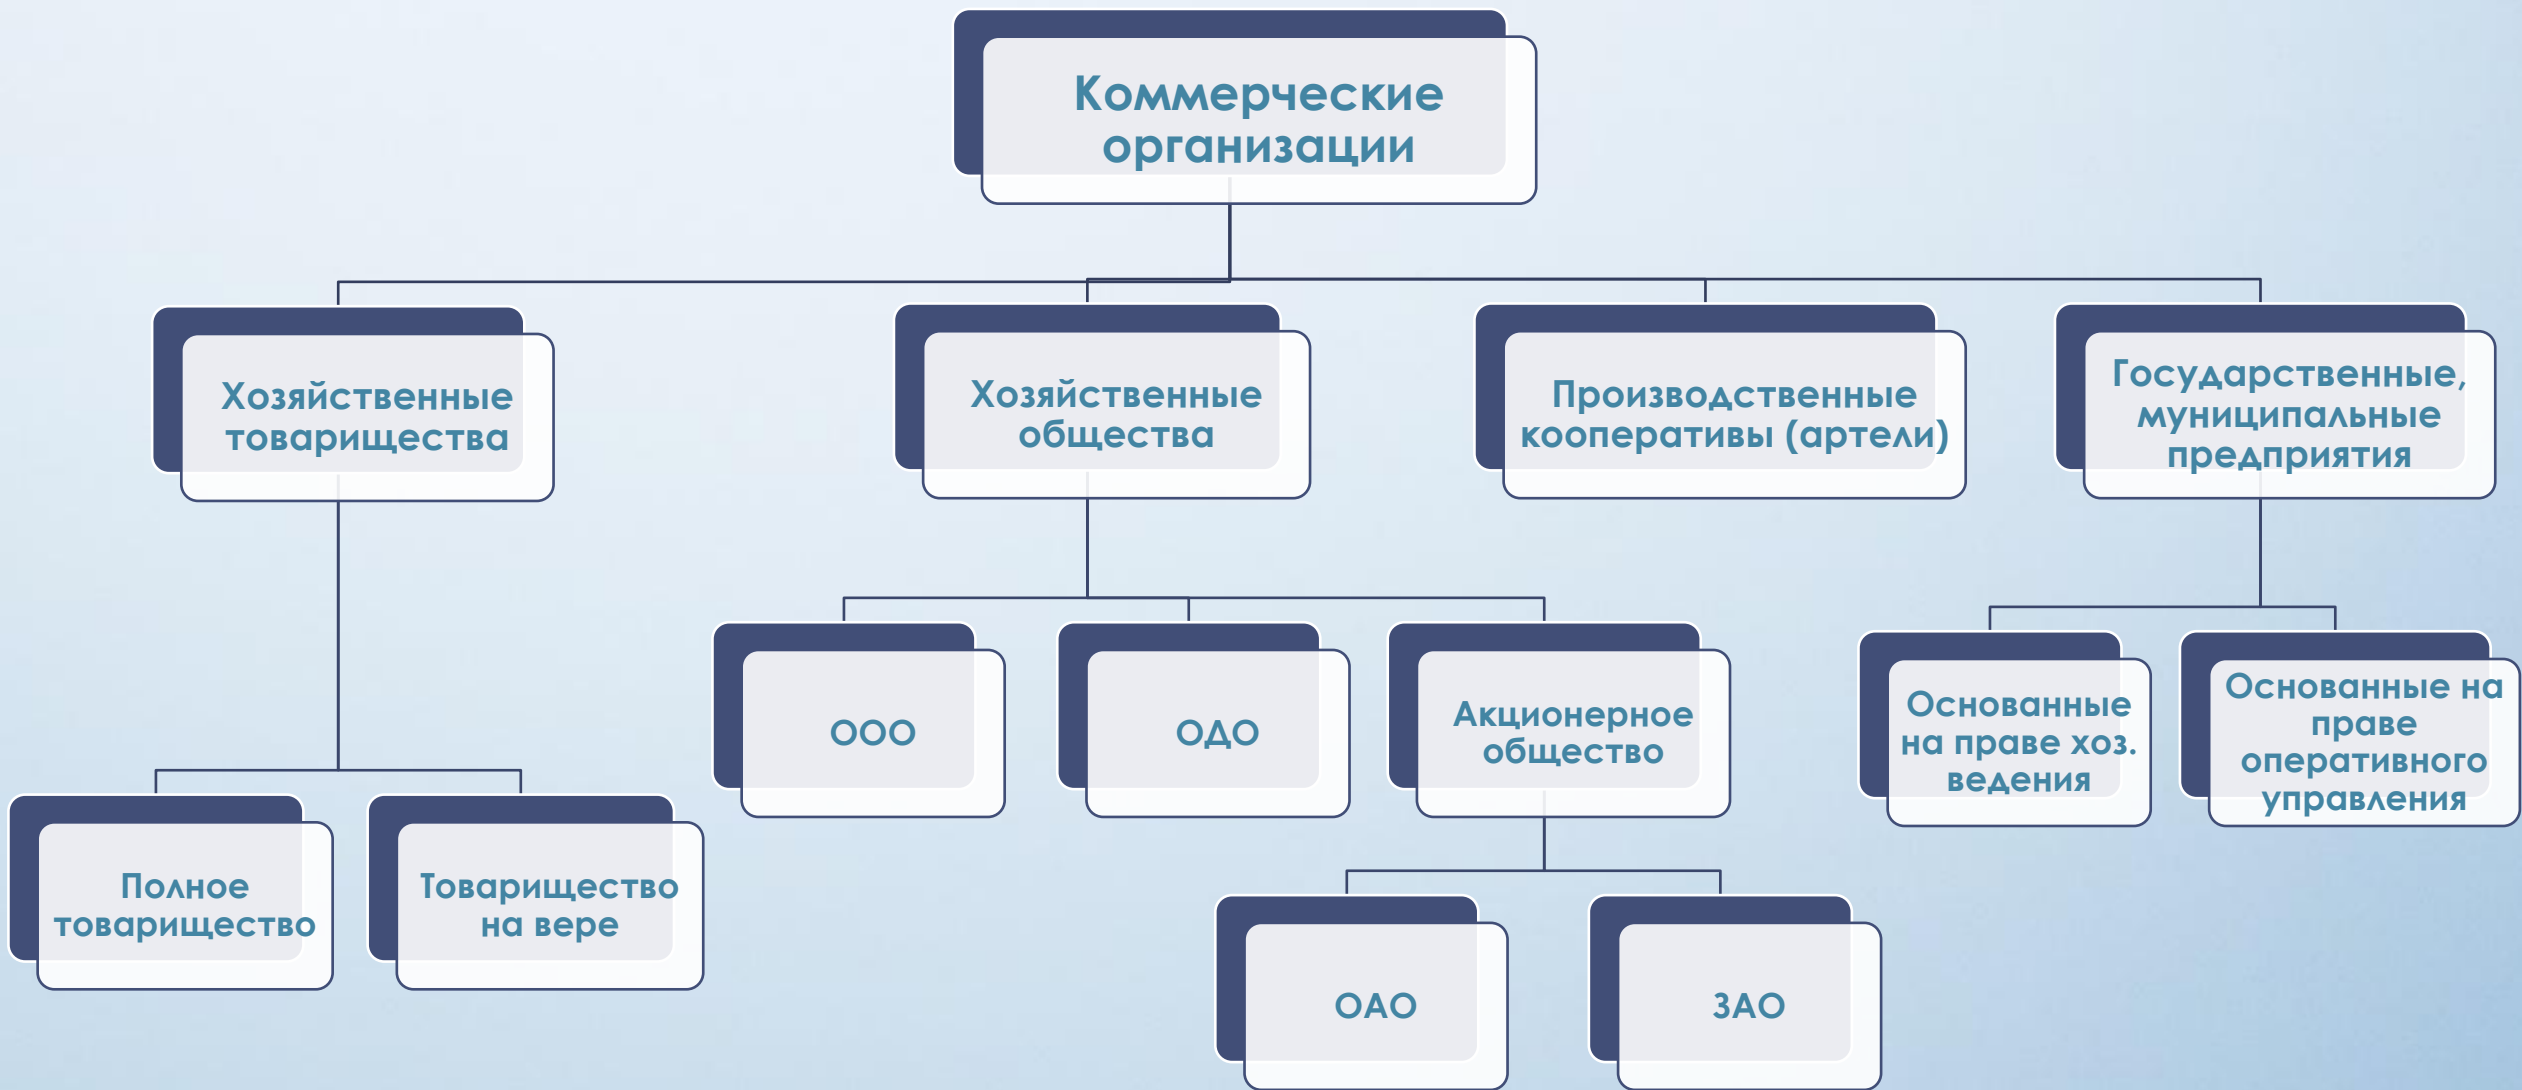 Коммерческие
организации
Хозяйственные
товарищества
Хозяйственные
общества
Производственные
кооперативы (артели)
Государственные,
муниципальные
предприятия
ООО
ОДО
Акционерное
общество
Основанные
на праве хоз.
ведения
Основанные на
праве
оперативного
управления
Полное
товарищество
Товарищество
на вере
ОАО
ЗАО